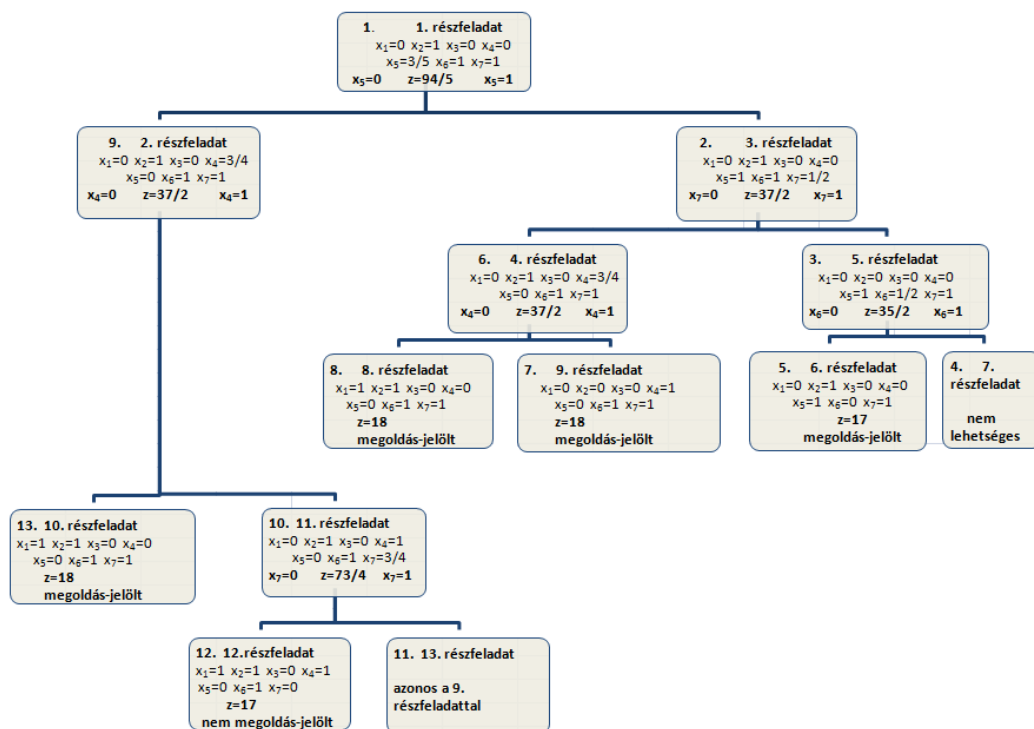 1. 1. részfeladat
x₁=0 x₂=1 x₃=0 x₄=0
x₅=3/5 x₆=1 x₇=1
x₅=0 z=94/5 x₅=1
9. 2. részfeladat
x₁=0 x₂=1 x₃=0 x₄=3/4
x₅=0 x₆=1 x₇=1
x₄=0 z=37/2 x₄=1
2. 3. részfeladat
x₁=0 x₂=1 x₃=0 x₄=0
x₅=1 x₆=1 x₇=1/2
x₇=0 z=37/2 x₇=1
6. 4. részfeladat
x₁=0 x₂=1 x₃=0 x₄=3/4
x₅=0 x₆=1 x₇=1
x₄=0 z=37/2 x₄=1
3. 5. részfeladat
x₁=0 x₂=0 x₃=0 x₄=0
x₅=1 x₆=1/2 x₇=1
x₆=0 z=35/2 x₆=1
8. 8. részfeladat
x₁=1 x₂=1 x₃=0 x₄=0
x₅=0 x₆=1 x₇=1
z=18
megoldás-jelölt
7. 9. részfeladat
x₁=0 x₂=0 x₃=0 x₄=1
x₅=0 x₆=1 x₇=1
z=18
megoldás-jelölt
5. 6. részfeladat
x₁=0 x₂=1 x₃=0 x₄=0
x₅=1 x₆=0 x₇=1
z=17
megoldás-jelölt
4. 7.
részfeladat
nem
lehetséges
13. 10. részfeladat
x₁=1 x₂=1 x₃=0 x₄=0
x₅=0 x₆=1 x₇=1
z=18
megoldás-jelölt
10. 11. részfeladat
x₁=0 x₂=1 x₃=0 x₄=1
x₅=0 x₆=1 x₇=3/4
x₇=0 z=73/4 x₇=1
12. 12.részfeladat
x₁=1 x₂=1 x₃=0 x₄=1
x₅=0 x₆=1 x₇=0
z=17
nem megoldás-jelölt
11. 13. részfeladat
azonos a 9.
részfeladattal